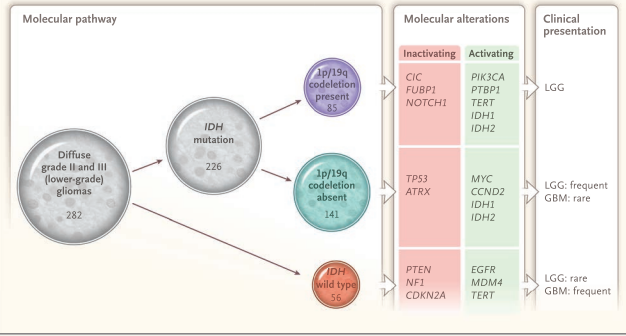 Molecular pathway
Diffuse
grade II and III
(lower-grade)
gliomas
282
IDH
mutation
226
1p/19q
codeletion
present
85
1p/19q
codeletion
absent
141
IDH
wild type
56
Molecular alterations
Inactivating
Activating
CIC
FUBP1
NOTCH1
PIK3CA
PTBP1
TERT
IDH1
IDH2
TP53
ATRX
MYC
CCND2
IDH1
IDH2
PTEN
NF1
CDKN2A
EGFR
MDM4
TERT
Clinical
presentation
LGG
LGG: frequent
GBM: rare
LGG: rare
GBM: frequent